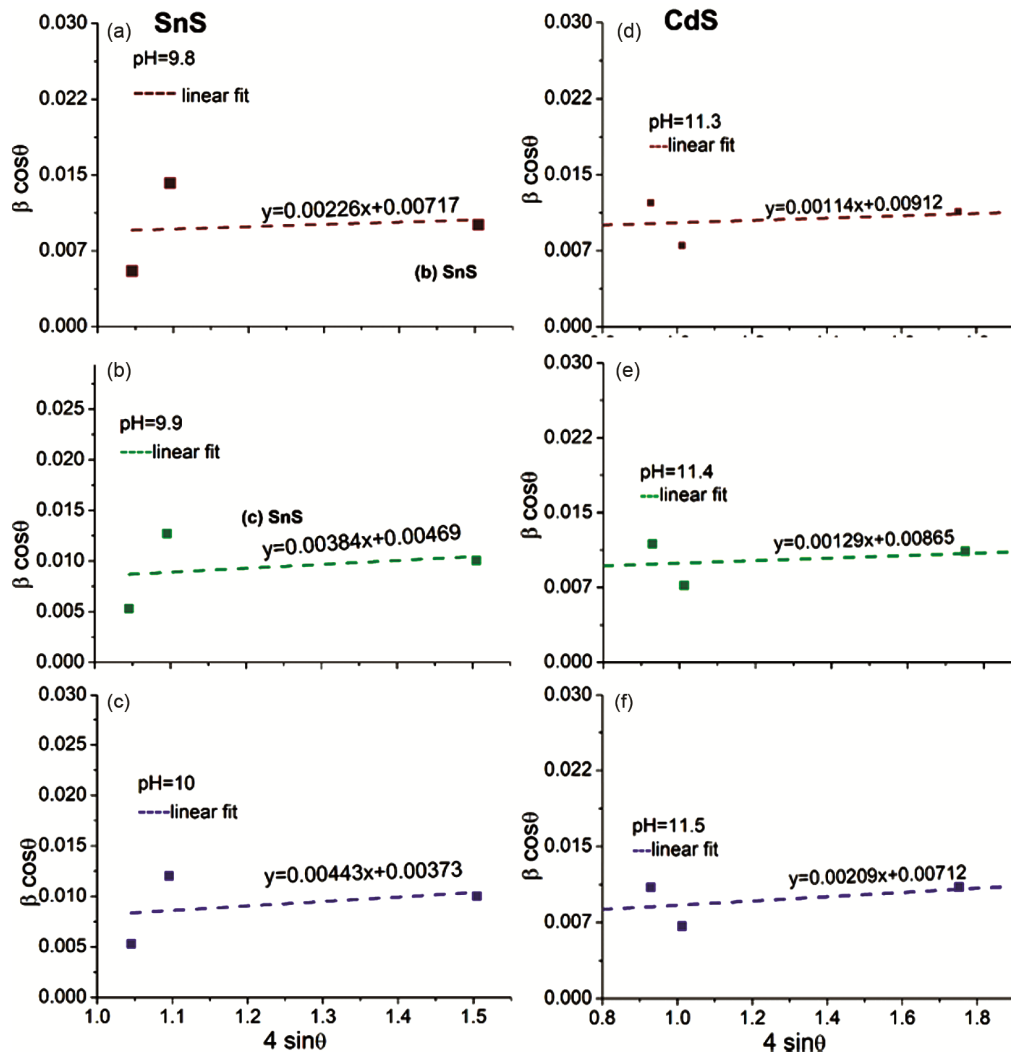 SnS
(a)
pH=9.8
linear fit
y=0.00226x+0.00717
(b) SnS
β cosθ
0.030
0.022
0.015
0.007
0.000
CdS
(d)
pH=11.3
linear fit
y=0.00114x+0.00912
β cosθ
0.030
0.022
0.015
0.007
0.000
(b)
pH=9.9
linear fit
(c) SnS
y=0.00384x+0.00469
β cosθ
0.025
0.020
0.015
0.010
0.005
0.000
(e)
pH=11.4
linear fit
y=0.00129x+0.00865
β cosθ
0.030
0.022
0.015
0.007
0.000
(c)
pH=10
linear fit
y=0.00443x+0.00373
β cosθ
0.030
0.025
0.020
0.015
0.010
0.005
0.000
1.0 1.1 1.2 1.3 1.4 1.5
4 sinθ
(f)
pH=11.5
linear fit
y=0.00209x+0.00712
β cosθ
0.030
0.022
0.015
0.007
0.000
0.8 1.0 1.2 1.4 1.6 1.8
4 sinθ